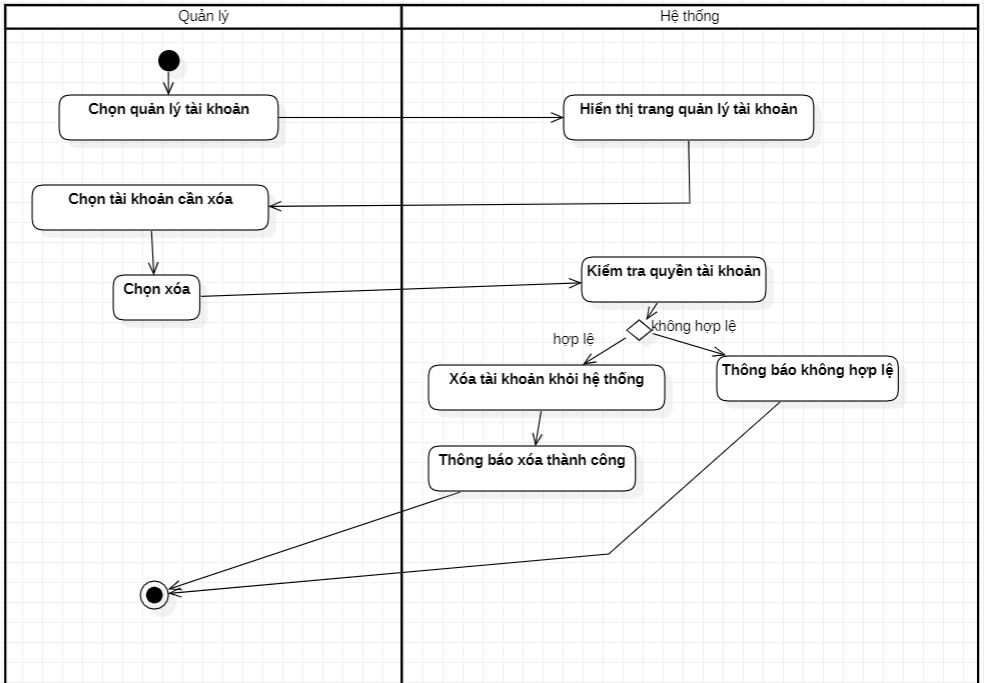 Quản lý
Hệ thống
Chọn quản lý tài khoản
Hiển thị trang quản lý tài khoản
Chọn tài khoản cần xóa
Chọn xóa
Kiểm tra quyền tài khoản
không hợp lệ
hợp lệ
Thông báo không hợp lệ
Xóa tài khoản khỏi hệ thống
Thông báo xóa thành công